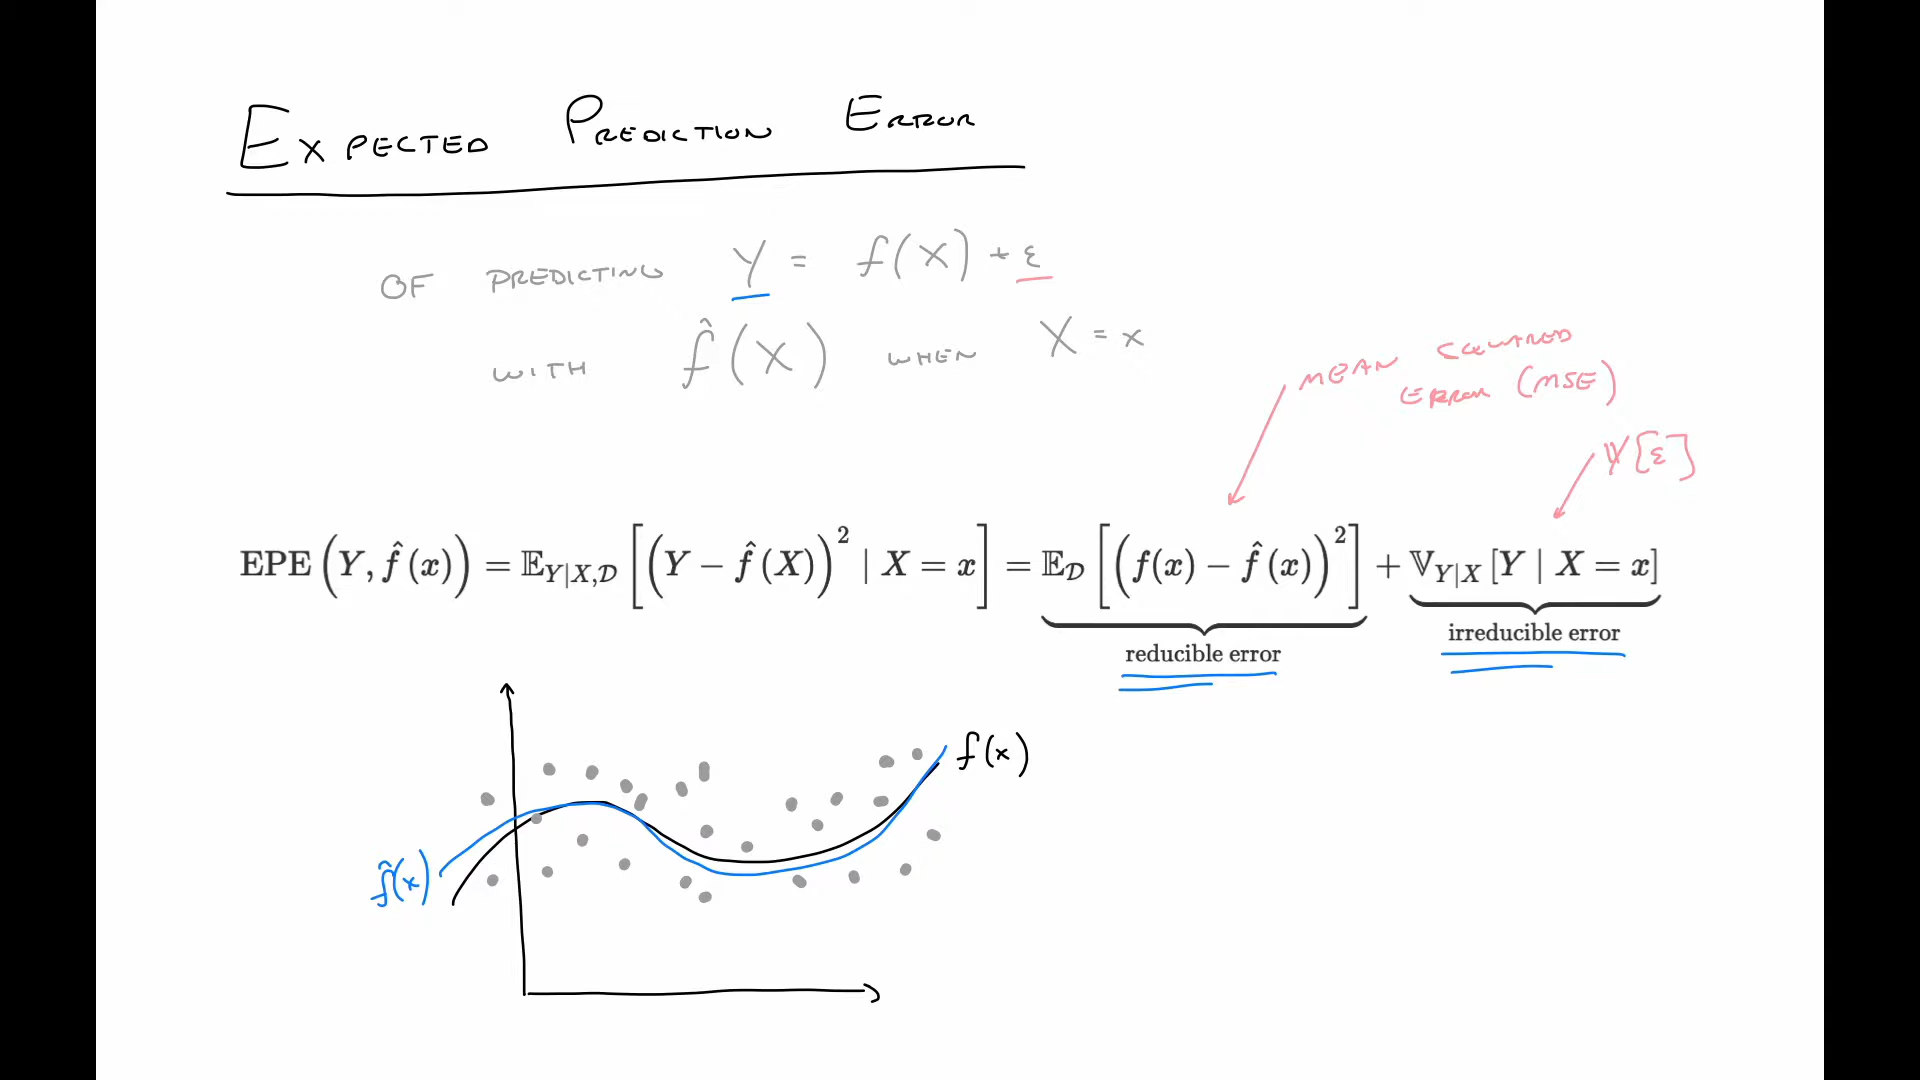 EXPECTED PREDICTION ERROR
OF PREDICTING Y = f(X) + ε
WITH f̂(X) WHEN X = x
MEAN SQUARED
ERROR (MSE)
𝕍[ε]
EPE(Y, f̂(x)) = 𝔼_{Y|X,𝒟}[(Y − f̂(X))² | X = x] = 𝔼_𝒟[(f(x) − f̂(x))²] + 𝕍_{Y|X}[Y | X = x]
reducible error
irreducible error
f(x)
f̂(x)